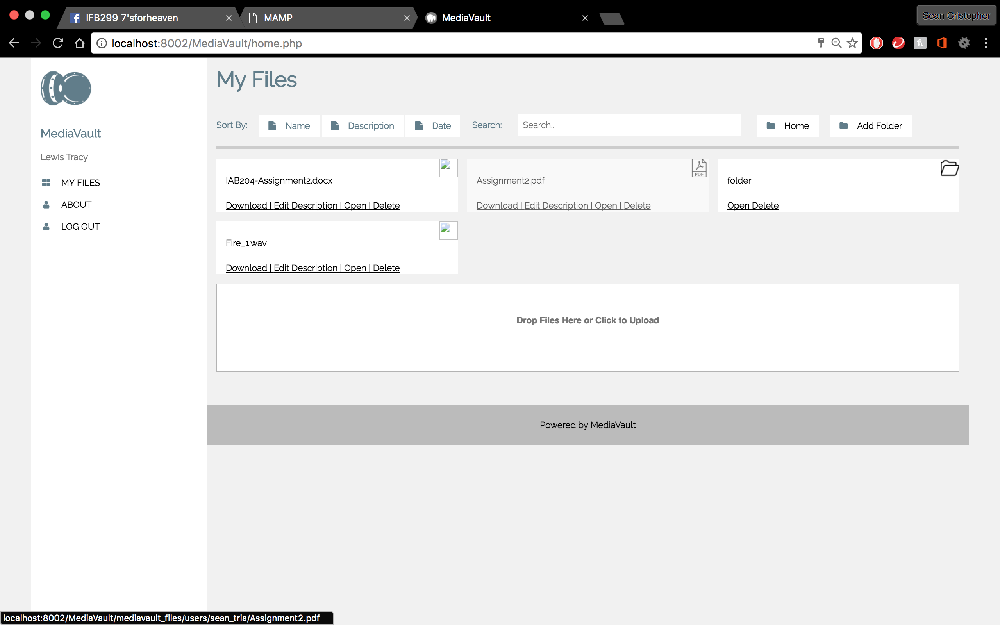 IFB299 7'sforheaven
MAMP
MediaVault
Sean Cristopher
localhost:8002/MediaVault/home.php
MediaVault
Lewis Tracy
MY FILES
ABOUT
LOG OUT
My Files
Sort By: Name Description Date Search: Search.. Home Add Folder
IAB204-Assignment2.docx
Download | Edit Description | Open | Delete
Assignment2.pdf
PDF
Download | Edit Description | Open | Delete
folder
Open Delete
Fire_1.wav
Download | Edit Description | Open | Delete
Drop Files Here or Click to Upload
Powered by MediaVault
localhost:8002/MediaVault/mediavault_files/users/sean_tria/Assignment2.pdf